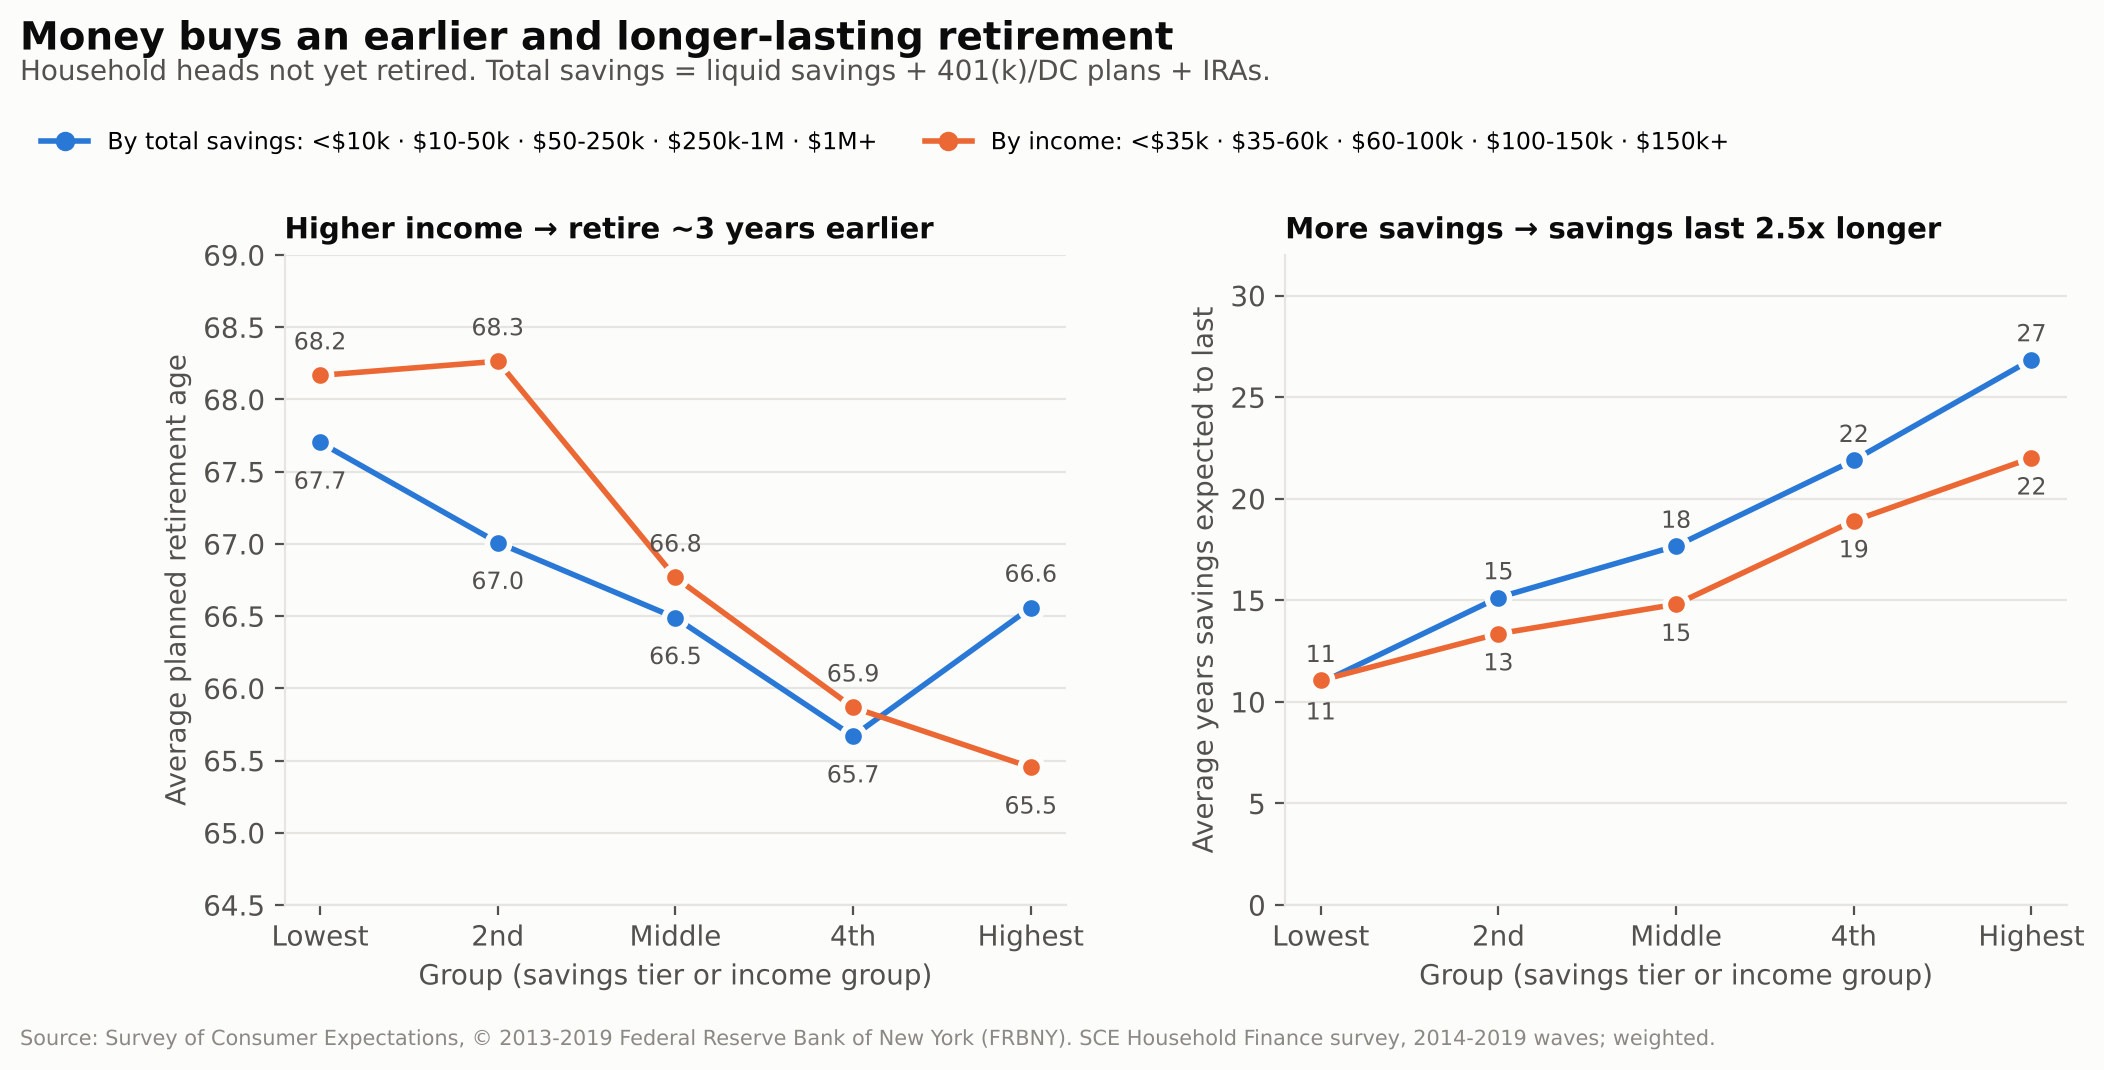 Money buys an earlier and longer-lasting retirement
Household heads not yet retired. Total savings = liquid savings + 401(k)/DC plans + IRAs.
By total savings: <$10k · $10-50k · $50-250k · $250k-1M · $1M+
By income: <$35k · $35-60k · $60-100k · $100-150k · $150k+
Higher income → retire ~3 years earlier
Average planned retirement age
69.0
68.5
68.0
67.5
67.0
66.5
66.0
65.5
65.0
64.5
68.2
68.3
66.8
65.9
65.5
67.7
67.0
66.5
65.7
66.6
Lowest
2nd
Middle
4th
Highest
Group (savings tier or income group)
More savings → savings last 2.5x longer
Average years savings expected to last
30
25
20
15
10
5
0
11
15
18
22
27
11
13
15
19
22
Lowest
2nd
Middle
4th
Highest
Group (savings tier or income group)
Source: Survey of Consumer Expectations, © 2013-2019 Federal Reserve Bank of New York (FRBNY). SCE Household Finance survey, 2014-2019 waves; weighted.